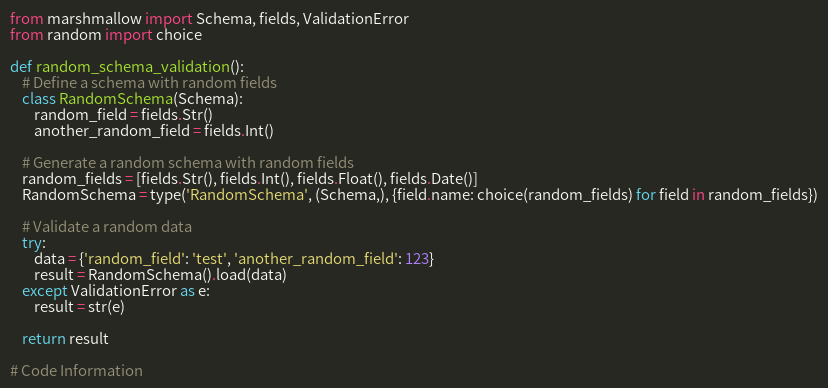 from marshmallow import Schema, fields, ValidationError
from random import choice
def random_schema_validation():
# Define a schema with random fields
class RandomSchema(Schema):
random_field = fields.Str()
another_random_field = fields.Int()
# Generate a random schema with random fields
random_fields = [fields.Str(), fields.Int(), fields.Float(), fields.Date()]
RandomSchema = type('RandomSchema', (Schema,), {field.name: choice(random_fields) for field in random_fields})
# Validate a random data
try:
data = {'random_field': 'test', 'another_random_field': 123}
result = RandomSchema().load(data)
except ValidationError as e:
result = str(e)
return result
# Code Information